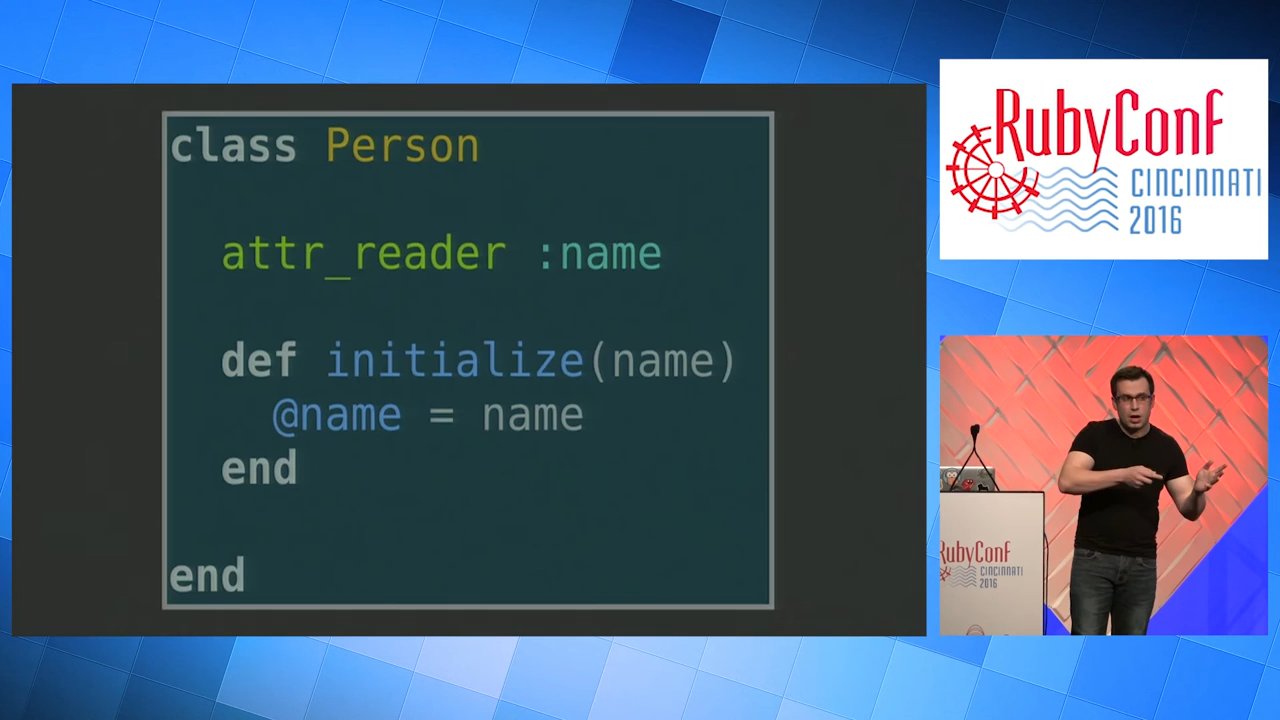 class Person
attr_reader :name
def initialize(name)
@name = name
end
end
RubyConf
CINCINNATI
2016
RubyConf
CINCINNATI
2016